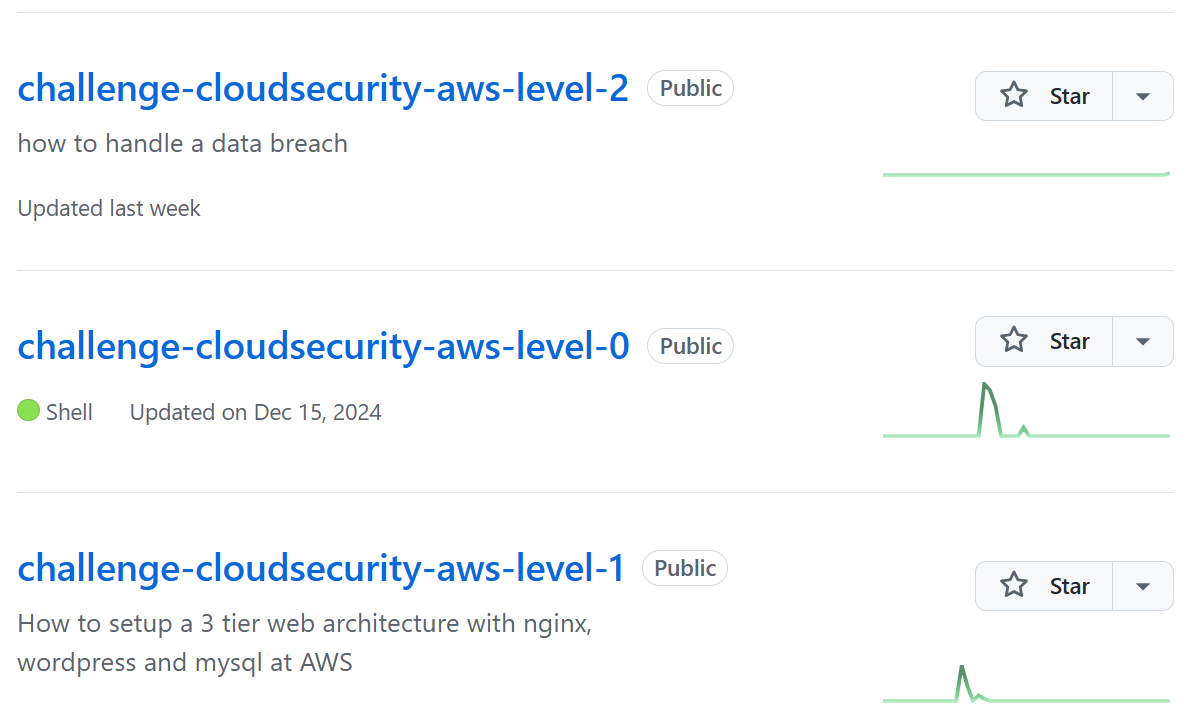 challenge-cloudsecurity-aws-level-2 Public Star
how to handle a data breach
Updated last week
challenge-cloudsecurity-aws-level-0 Public Star
Shell Updated on Dec 15, 2024
challenge-cloudsecurity-aws-level-1 Public Star
How to setup a 3 tier web architecture with nginx,
wordpress and mysql at AWS